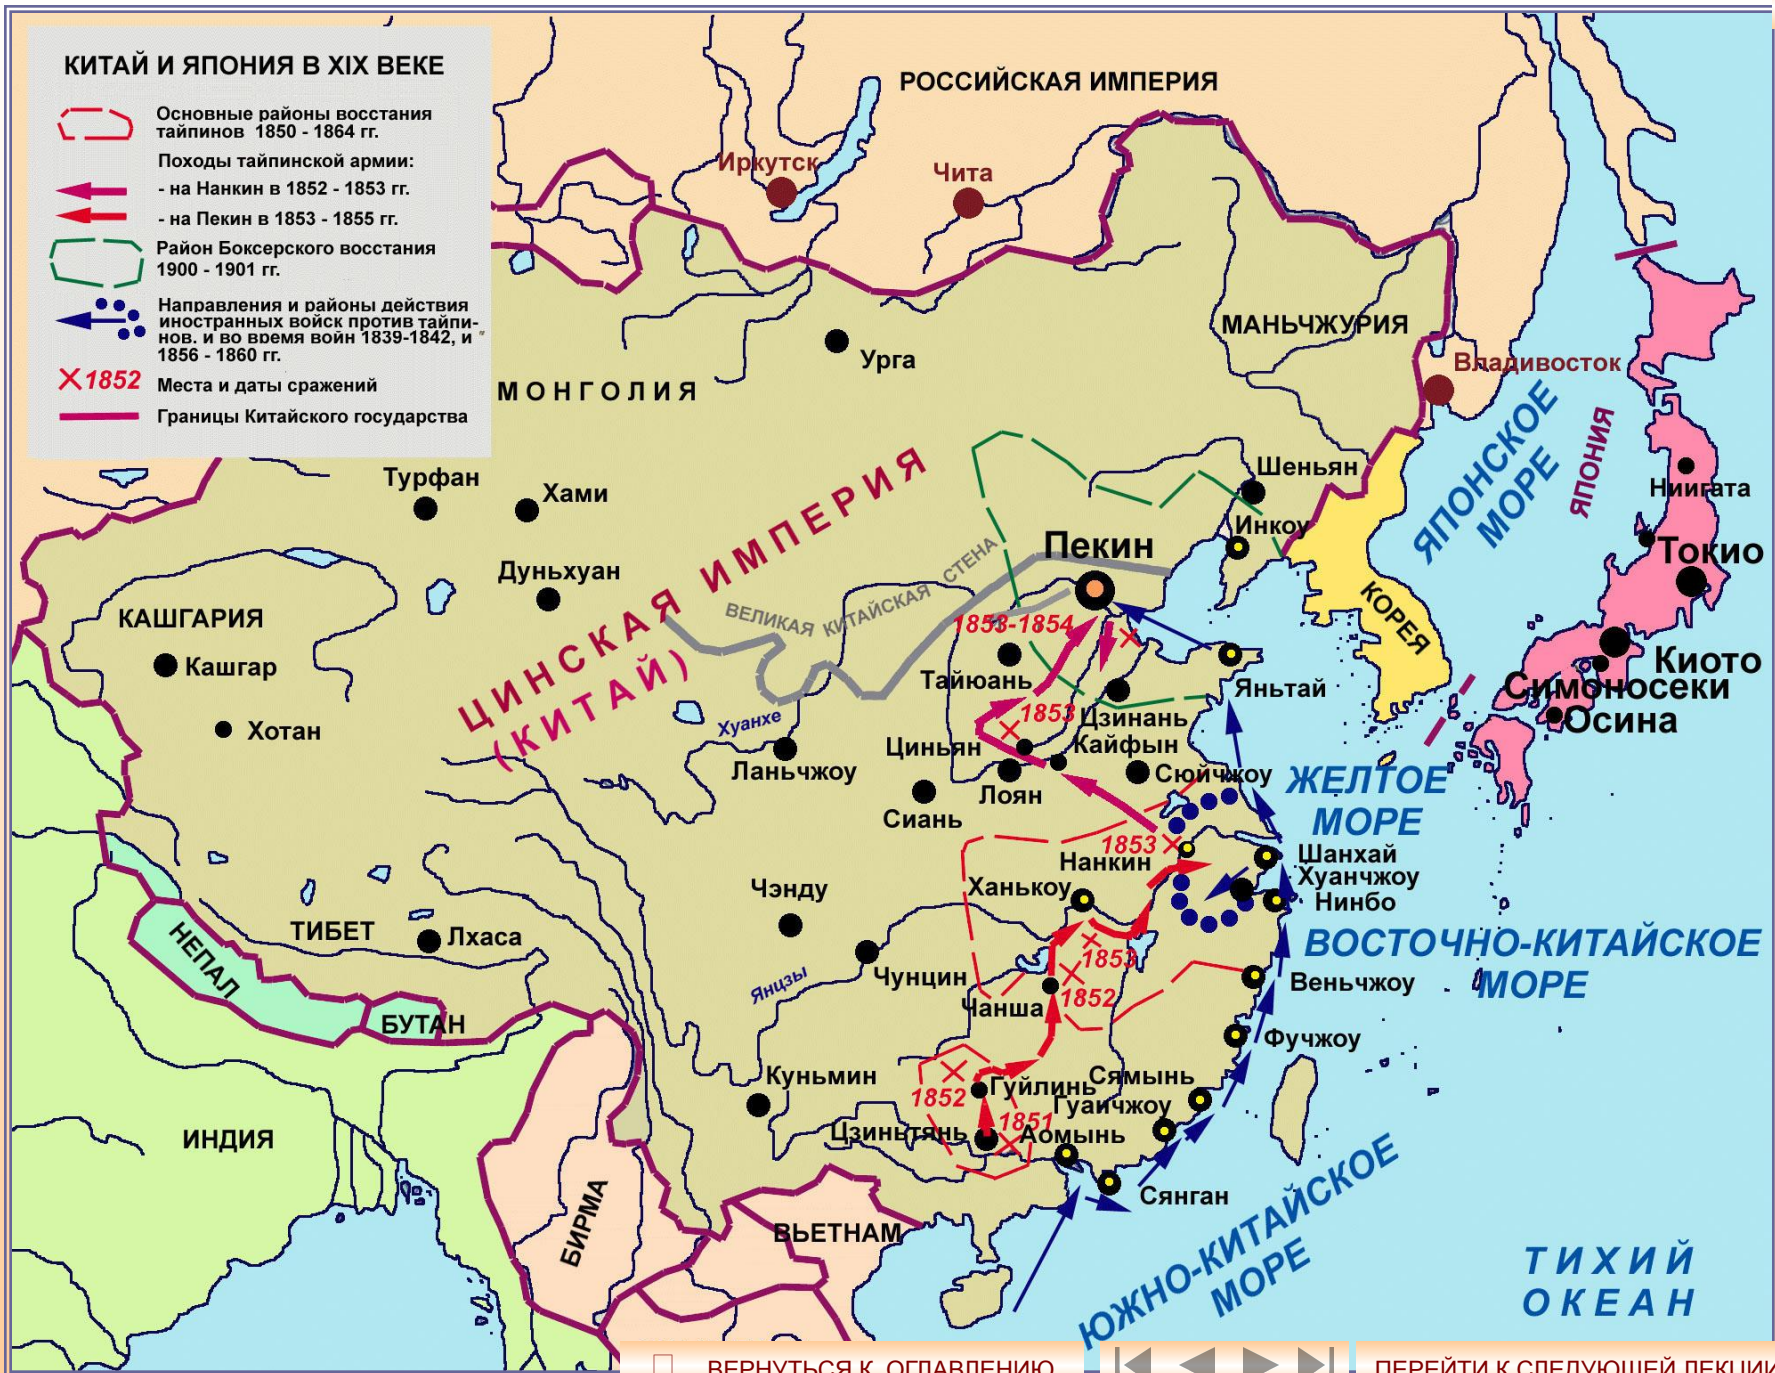 КИТАЙ И ЯПОНИЯ В XIX ВЕКЕ
Основные районы восстания
тайпинов 1850 - 1864 гг.
Походы тайпинской армии:
- на Нанкин в 1852 - 1853 гг.
- на Пекин в 1853 - 1855 гг.
Район Боксерского восстания
1900 - 1901 гг.
Направления и районы действия
иностранных войск против тайпи-
нов, и во время войн 1839-1842, и
1856 - 1860 гг.
1852
Места и даты сражений
Границы Китайского государства
РОССИЙСКАЯ ИМПЕРИЯ
Иркутск
Чита
МАНЬЧЖУРИЯ
Урга
Владивосток
МОНГОЛИЯ
ЯПОНСКОЕ
МОРЕ
ЯПОНИЯ
Турфан
Хами
Шеньян
Ниигата
Инкоу
ЦИНСКАЯ ИМПЕРИЯ
(КИТАЙ)
Пекин
Токио
Дуньхуан
ВЕЛИКАЯ КИТАЙСКАЯ СТЕНА
КОРЕЯ
КАШГАРИЯ
1853-1854
Кашгар
Тайюань
Яньтай
Киото
Симоносеки
Осина
Хотан
Хуанхе
1853
Цзинань
Циньян
Кайфын
Ланьчжоу
Лоян
Сюйчжоу
ЖЕЛТОЕ
МОРЕ
Сиань
1853
Нанкин
Шанхай
Хуанчжоу
Нинбо
Чэнду
Ханькоу
ТИБЕТ
Лхаса
НЕПАЛ
ВОСТОЧНО-КИТАЙСКОЕ
МОРЕ
1853
Чунцин
Янцзы
1852
Чанша
Веньчжоу
БУТАН
Фучжоу
Куньмин
1852
Гуйлинь
Сямынь
Гуаичжоу
1851
Цзиньтянь
Аомынь
ИНДИЯ
Сянган
БИРМА
ВЬЕТНАМ
ЮЖНО-КИТАЙСКОЕ
МОРЕ
ТИХИЙ
ОКЕАН
ВЕРНУТЬСЯ К ОГЛАВЛЕНИЮ
ПЕРЕЙТИ К СЛЕДУЮЩЕЙ ЛЕКЦИИ